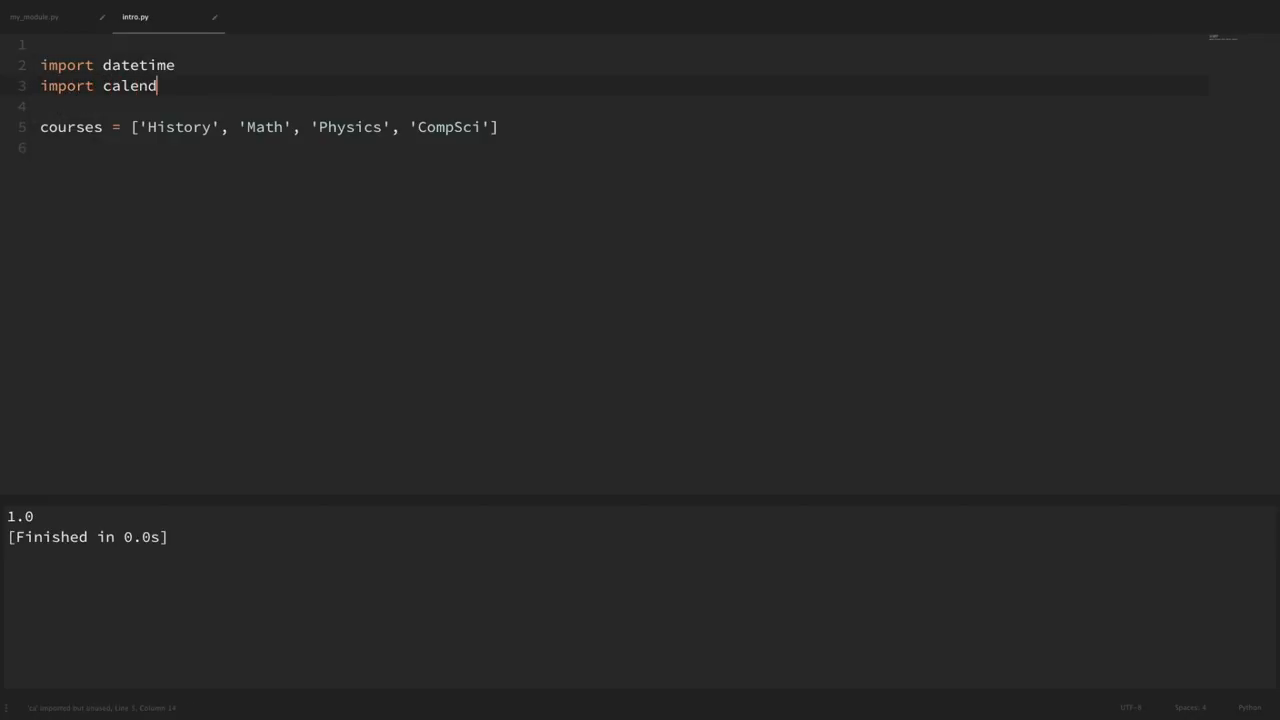 my_module.py
intro.py
1
2 import datetime
3 import calend
4
5 courses = ['History', 'Math', 'Physics', 'CompSci']
6
1.0
[Finished in 0.0s]
'ca' imported but unused, Line 3, Column 14
UTF-8
Spaces: 4
Python